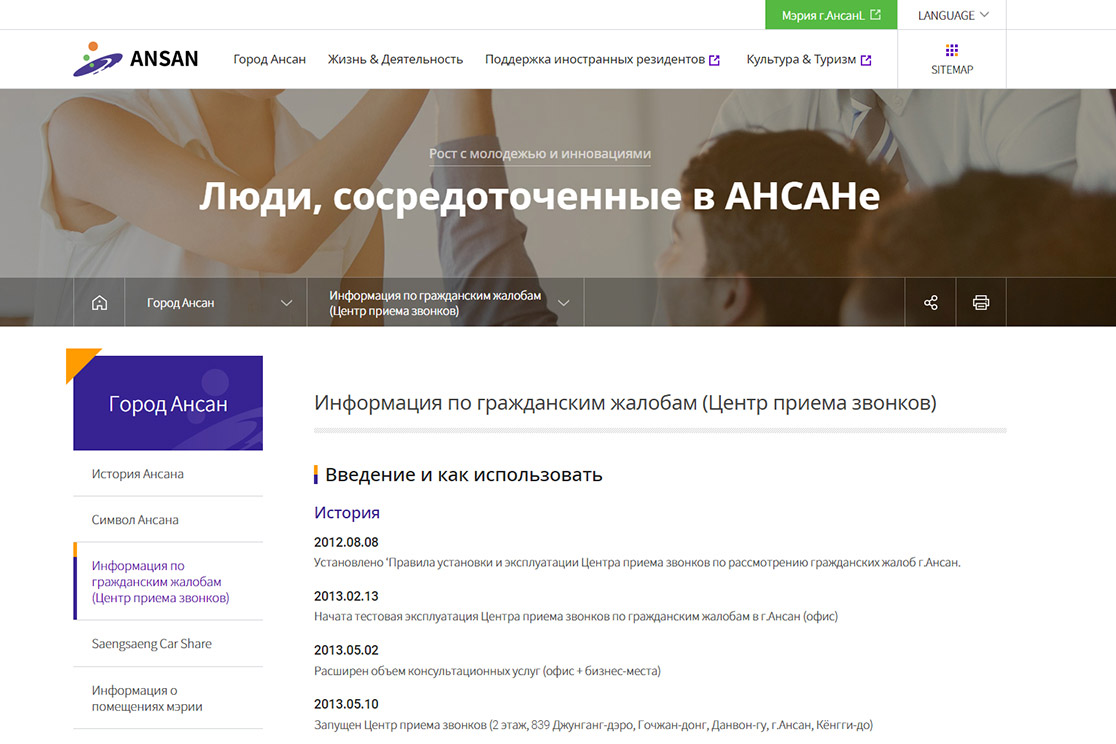 Мэрия г.АнсанL
LANGUAGE
ANSAN
Город Ансан
Жизнь & Деятельность
Поддержка иностранных резидентов
Культура & Туризм
SITEMAP
Рост с молодежью и инновациями
Люди, сосредоточенные в АНСАНе
Город Ансан
Информация по гражданским жалобам
(Центр приема звонков)
Город Ансан
История Ансана
Символ Ансана
Информация по
гражданским жалобам
(Центр приема звонков)
Saengsaeng Car Share
Информация о
помещениях мэрии
Информация по гражданским жалобам (Центр приема звонков)
Введение и как использовать
История
2012.08.08
Установлено 'Правила установки и эксплуатации Центра приема звонков по рассмотрению гражданских жалоб г.Ансан.
2013.02.13
Начата тестовая эксплуатация Центра приема звонков по гражданским жалобам в г.Ансан (офис)
2013.05.02
Расширен объем консультационных услуг (офис + бизнес-места)
2013.05.10
Запущен Центр приема звонков (2 этаж, 839 Джунганг-дэро, Гочжан-донг, Данвон-гу, г.Ансан, Кёнгги-до)